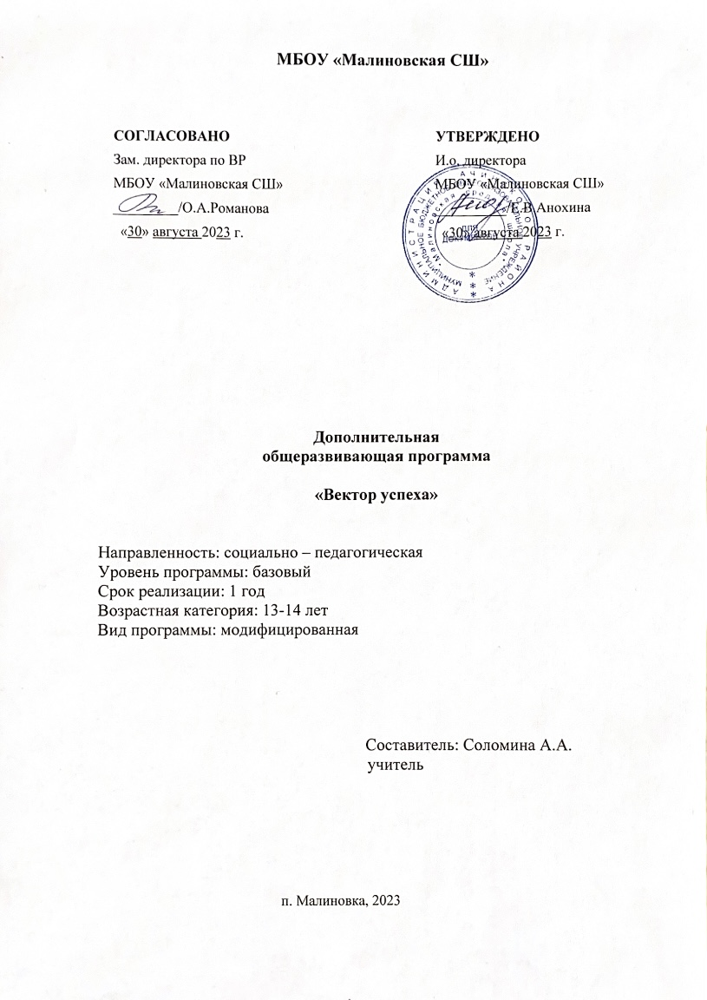 МБОУ «Малиновская СШ»
СОГЛАСОВАНО
Зам. директора по ВР
МБОУ «Малиновская СШ»
/О.А.Романова
«30» августа 2023 г.
УТВЕРЖДЕНО
И.о. директора
МБОУ «Малиновская СШ»
/Е.В Анохина
«30» августа 2023 г.
ДЛЯ
ДОКУМЕНТОВ
Дополнительная
общеразвивающая программа
«Вектор успеха»
Направленность: социально – педагогическая
Уровень программы: базовый
Срок реализации: 1 год
Возрастная категория: 13-14 лет
Вид программы: модифицированная
Составитель: Соломина А.А.
учитель
п. Малиновка, 2023